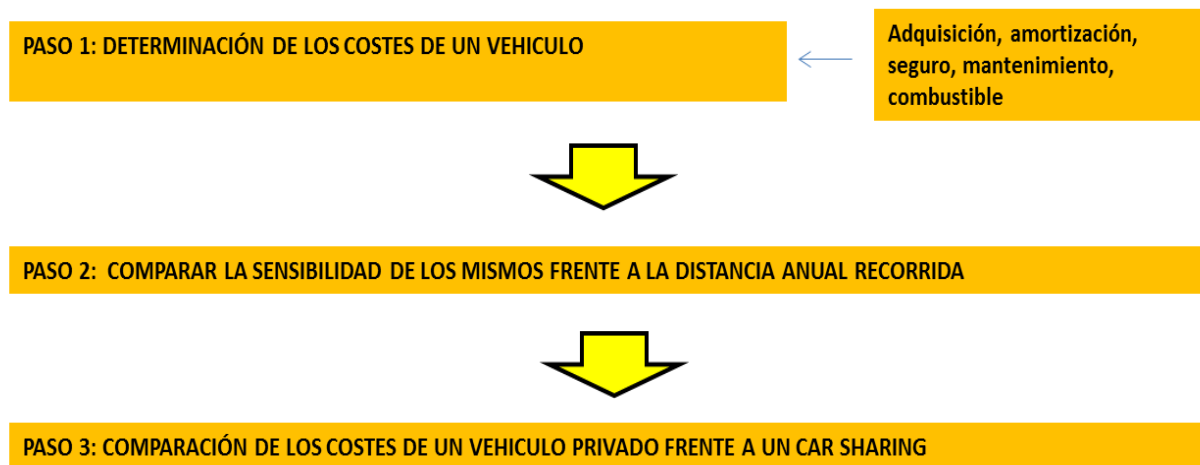 PASO 1: DETERMINACIÓN DE LOS COSTES DE UN VEHICULO
Adquisición, amortización,
seguro, mantenimiento,
combustible
PASO 2: COMPARAR LA SENSIBILIDAD DE LOS MISMOS FRENTE A LA DISTANCIA ANUAL RECORRIDA
PASO 3: COMPARACIÓN DE LOS COSTES DE UN VEHICULO PRIVADO FRENTE A UN CAR SHARING